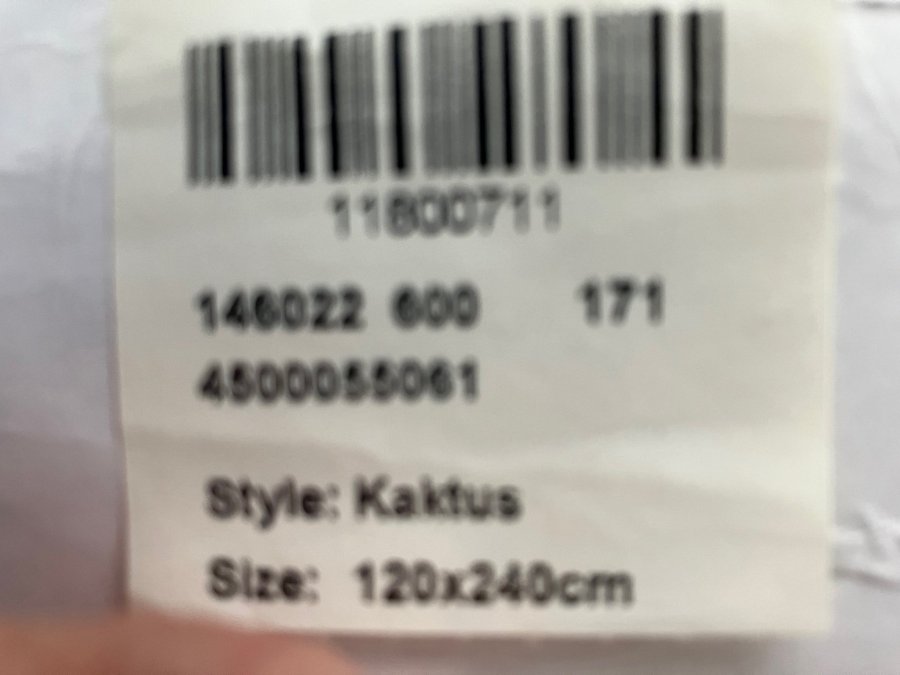 11800711
146022 600 171
4500055061
Style: Kaktus
Size: 120x240cm